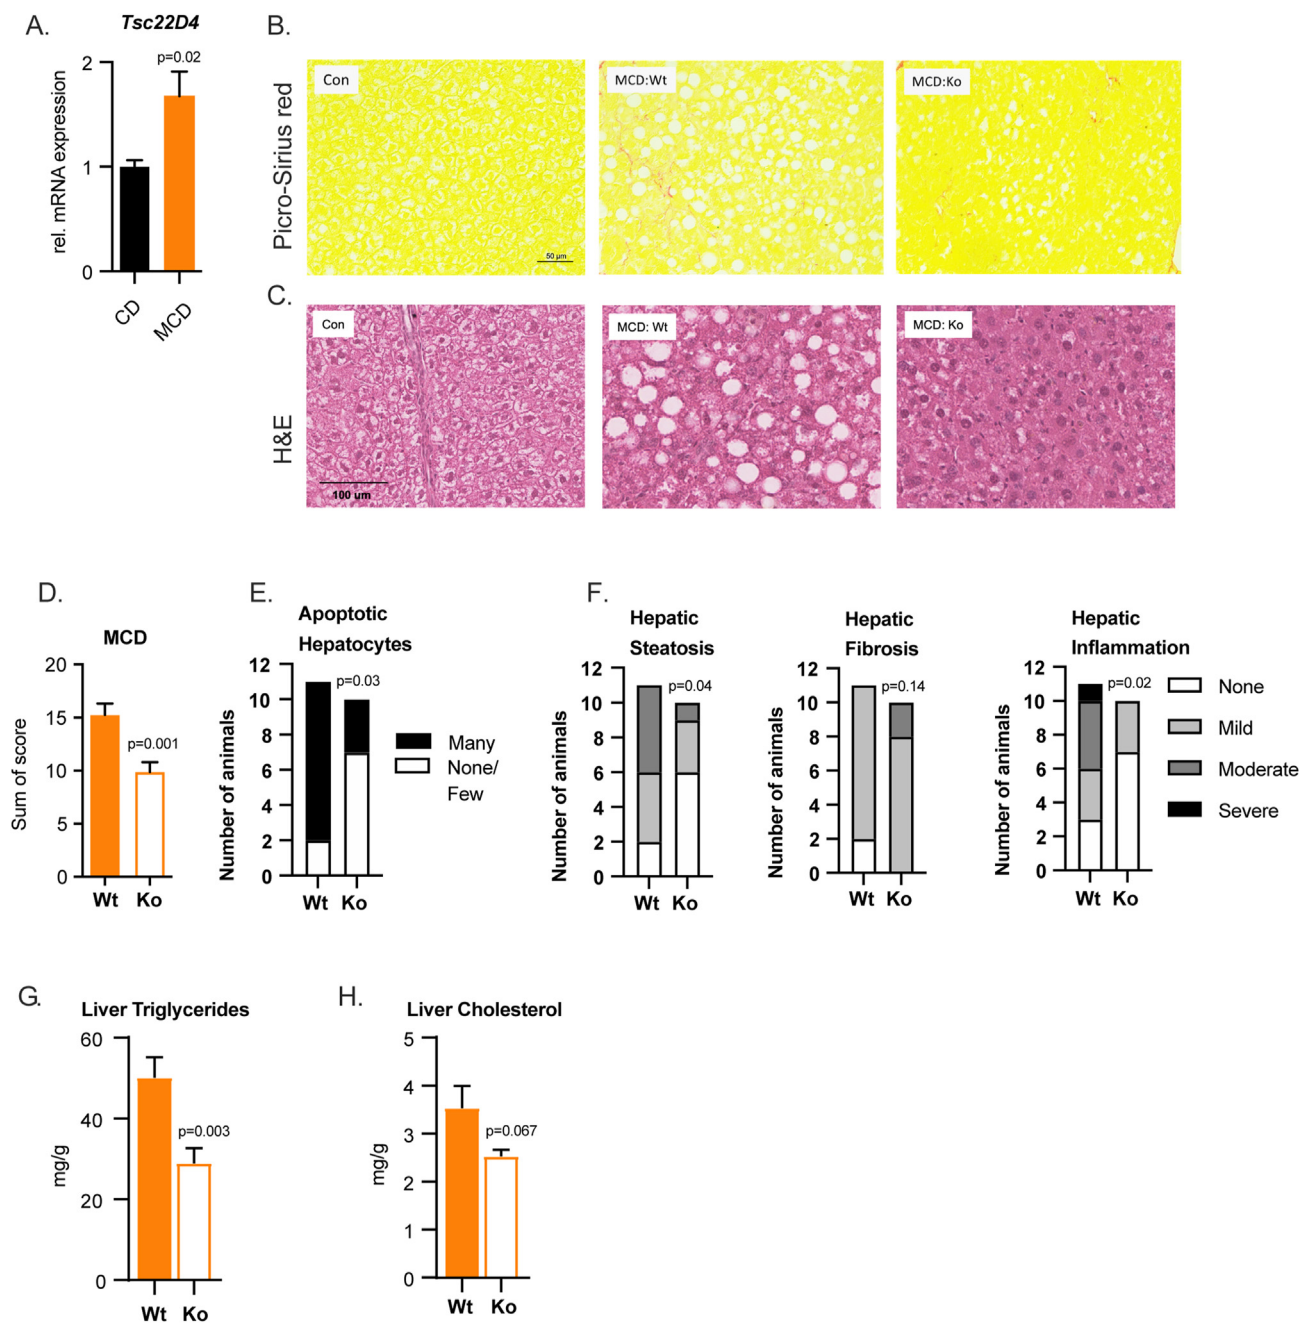 A.
Tsc22D4
p=0.02
rel. mRNA expression
2
1
0
CD
MCD
B.
Picro-Sirius red
Con
50 µm
MCD:Wt
MCD:Ko
C.
H&E
Con
100 um
MCD: Wt
MCD: Ko
D.
MCD
Sum of score
20
15
10
5
0
p=0.001
Wt
Ko
E.
Apoptotic
Hepatocytes
Number of animals
12
10
8
6
4
2
0
p=0.03
Wt
Ko
Many
None/
Few
F.
Hepatic
Steatosis
Number of animals
12
10
8
6
4
2
0
p=0.04
Wt
Ko
Hepatic
Fibrosis
Number of animals
12
10
8
6
4
2
0
p=0.14
Wt
Ko
Hepatic
Inflammation
Number of animals
12
10
8
6
4
2
0
p=0.02
Wt
Ko
None
Mild
Moderate
Severe
G.
Liver Triglycerides
mg/g
60
40
20
0
p=0.003
Wt
Ko
H.
Liver Cholesterol
mg/g
5
4
3
2
1
0
p=0.067
Wt
Ko